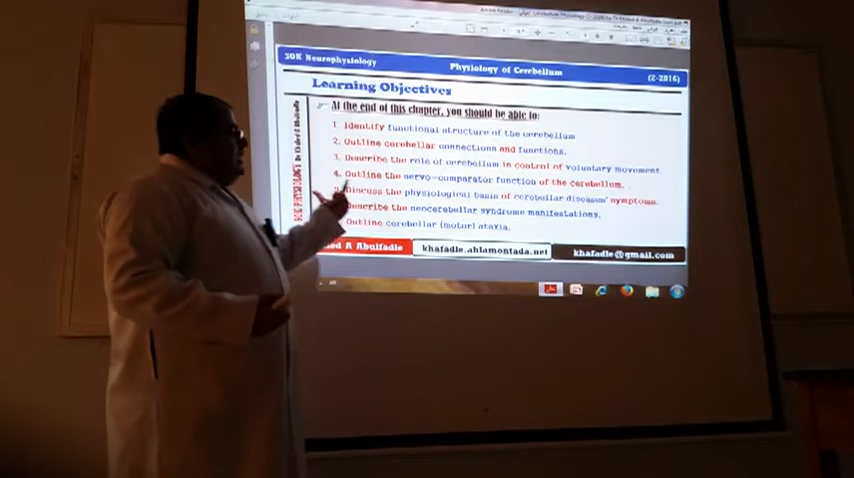 SOK Neurophysiology
Physiology of Cerebellum
(Z-2016)
Learning Objectives
At the end of this chapter, you should be able to:
1. Identify functional structure of the cerebellum
2. Outline cerebellar connections and functions.
3. Describe the role of cerebellum in control of voluntary movement.
4. Outline the nervo-comparator function of the cerebellum.
Discuss the physiological basis of cerebellar diseases' symptoms.
Describe the neocerebellar syndrome manifestations.
Outline cerebellar (motor) ataxia.
A Abulfadle
khafadle.ahlamontada.net
khafadle@gmail.com